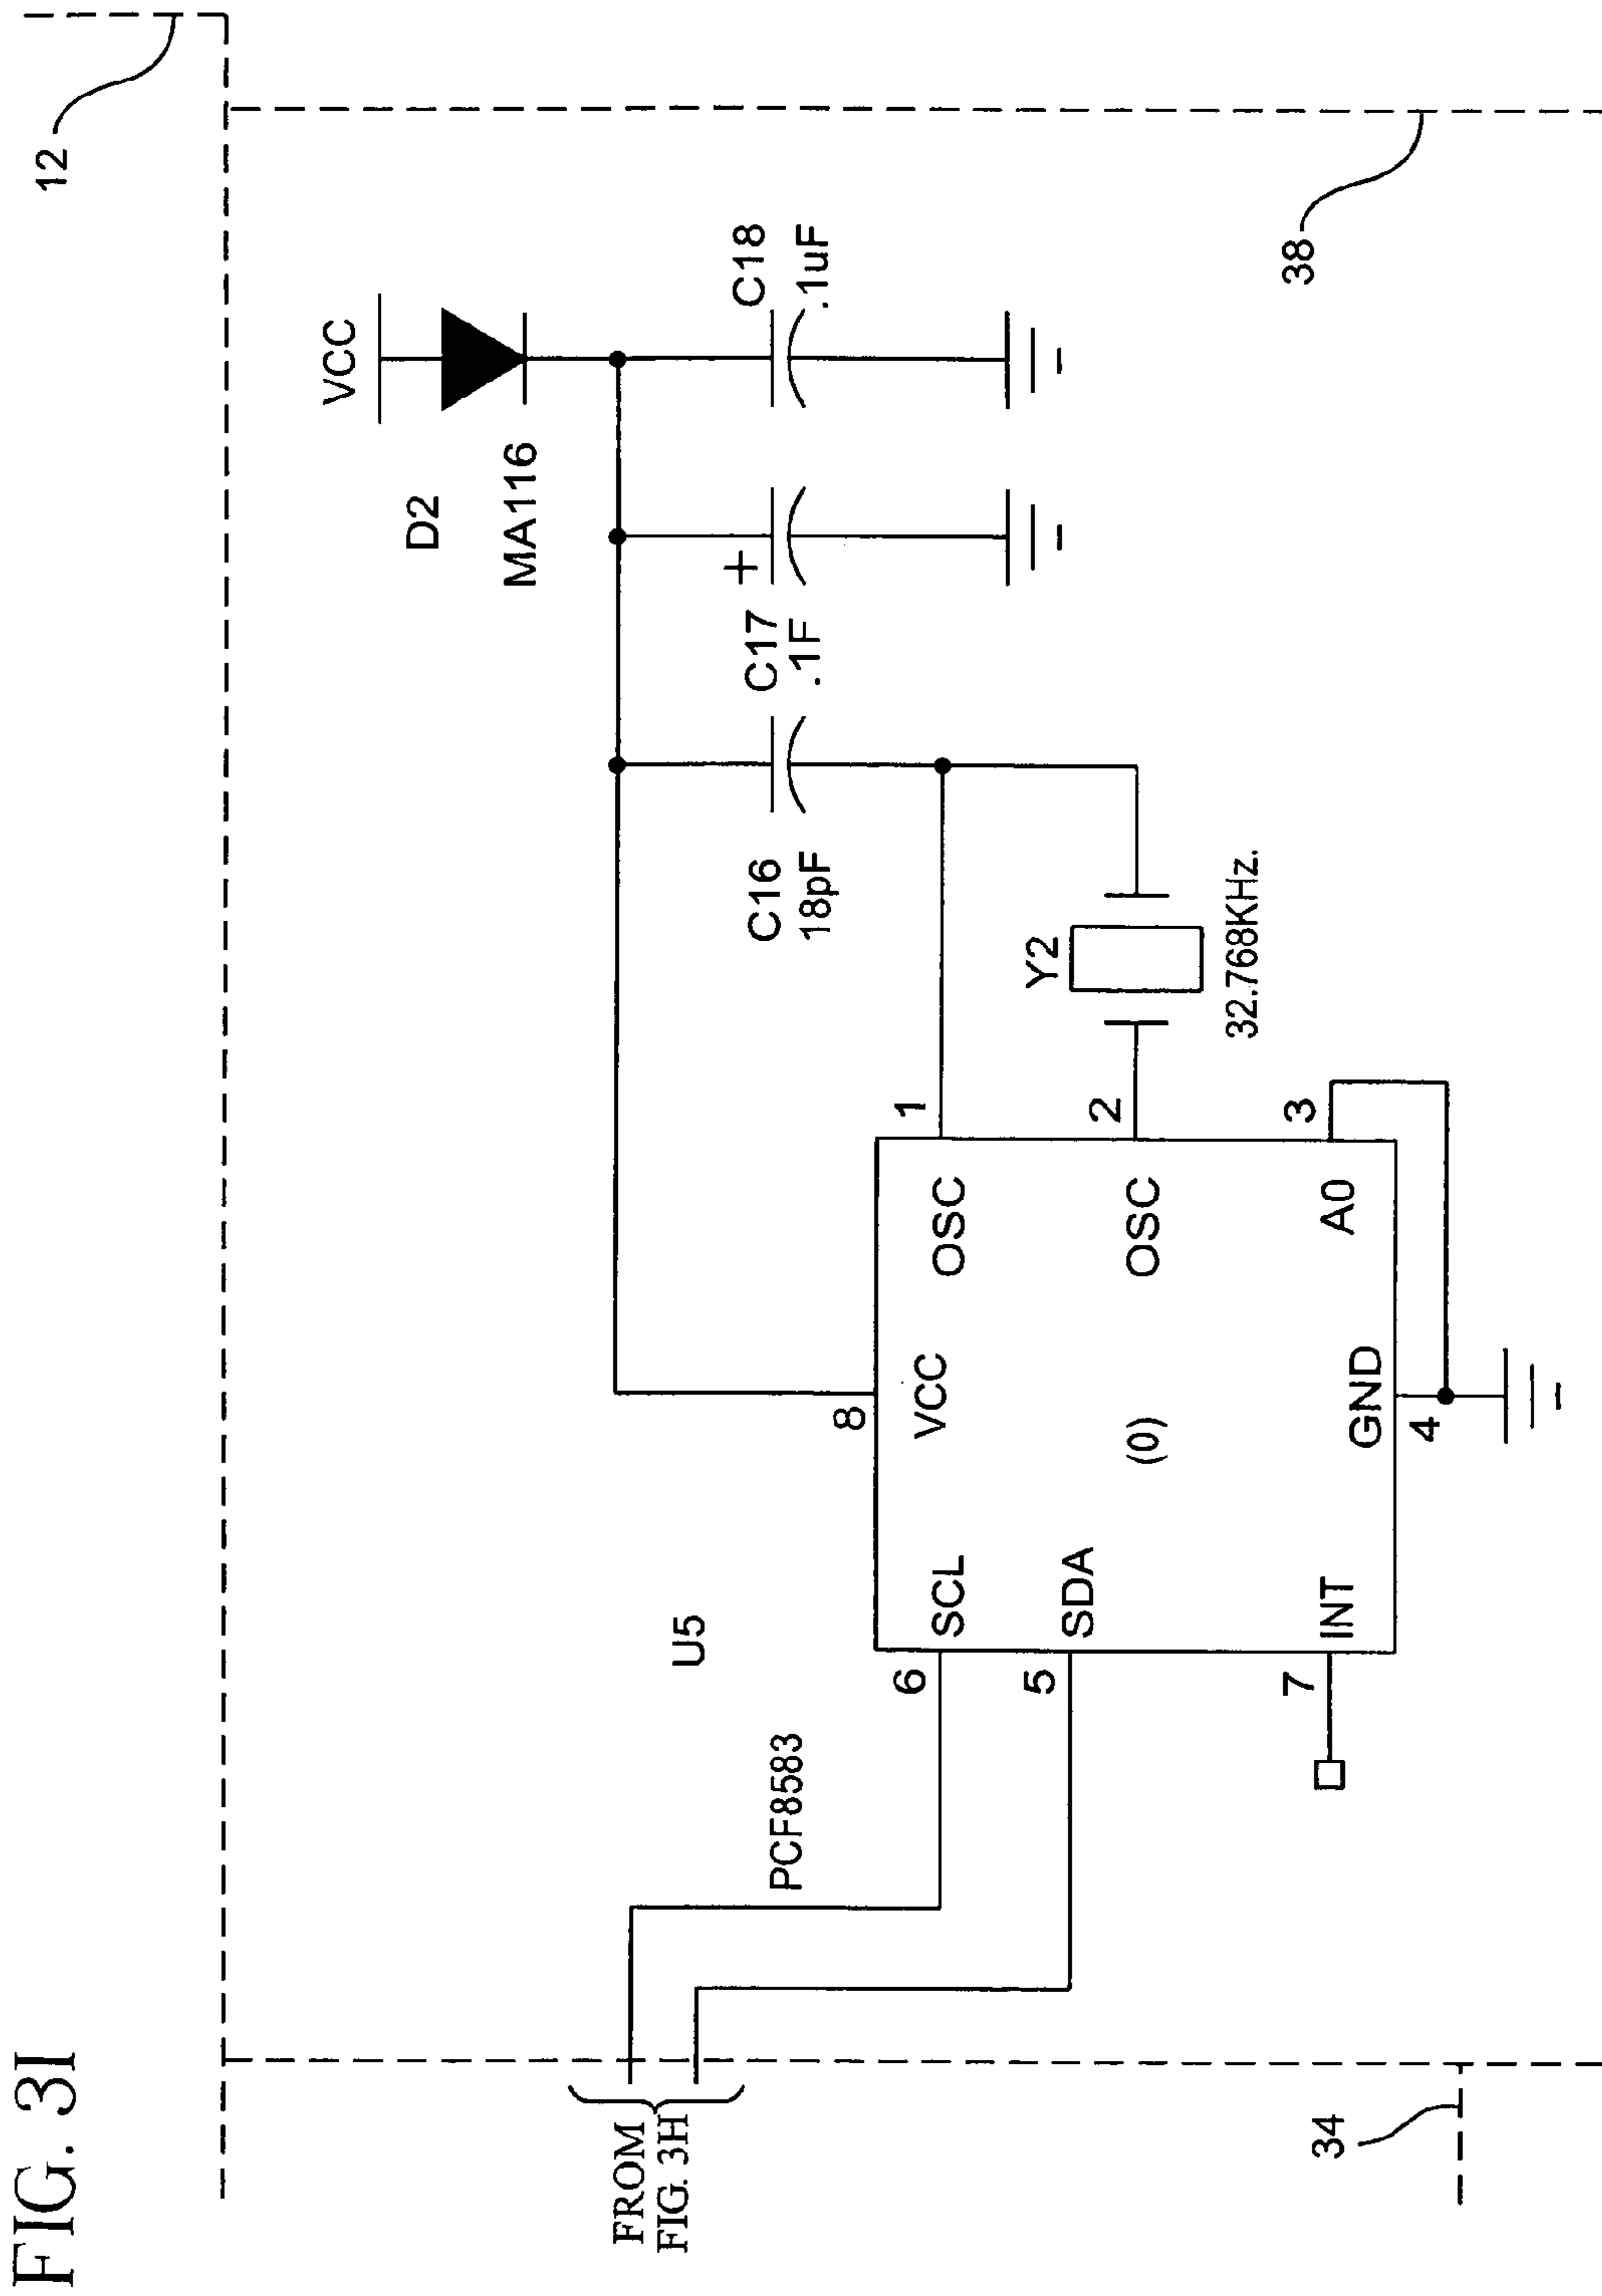 FIG. 3I
12
VCC
D2
MA116
C18
.1uF
C17
.1F
C16
18pF
38
Y2
32.768KHz.
U5
PCF8583
FROM
FIG. 3H
8
VCC
1
OSC
2
OSC
3
A0
6
SCL
5
SDA
(0)
7
INT
GND
4
34